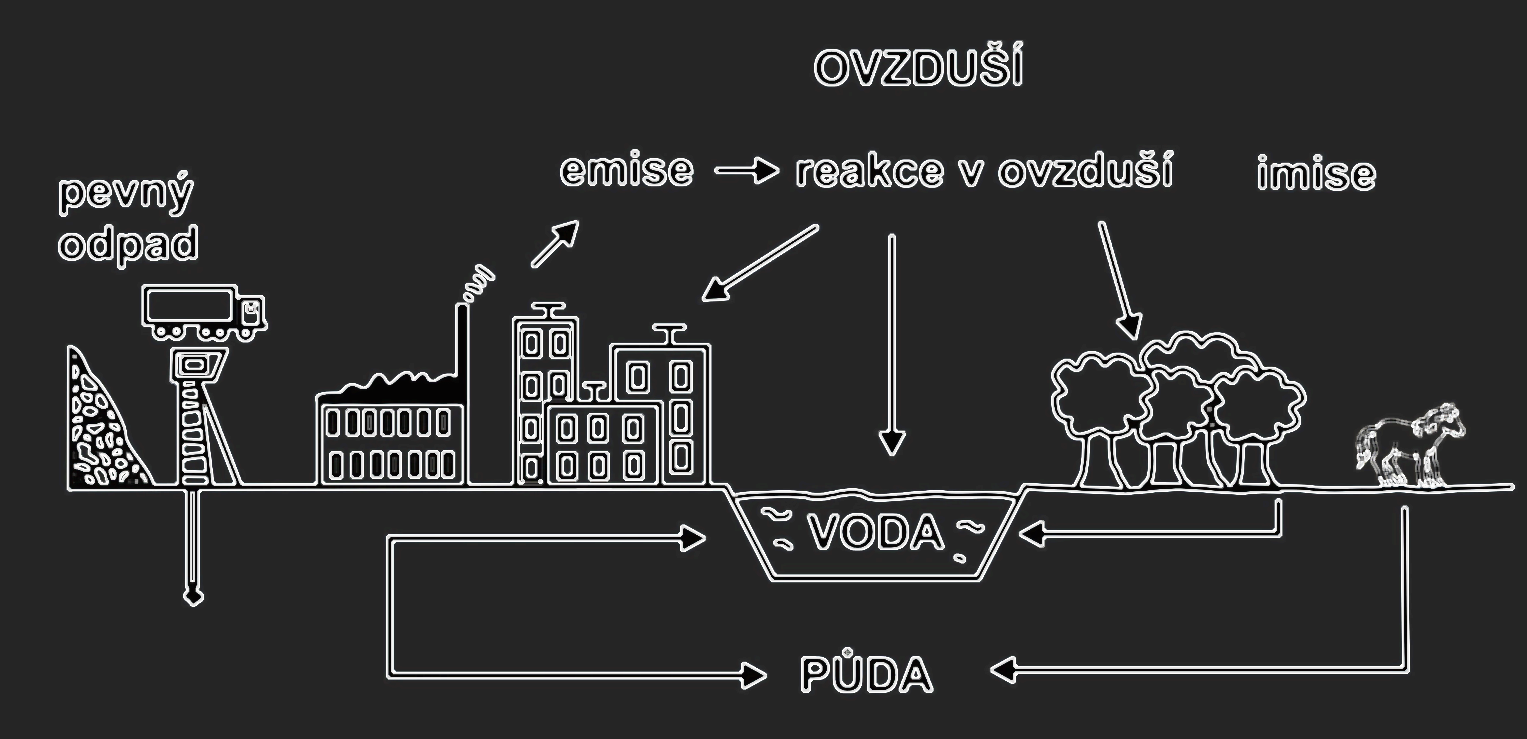 OVZDUŠÍ
emise
reakce v ovzduší
imise
pevný
odpad
VODA
PŮDA